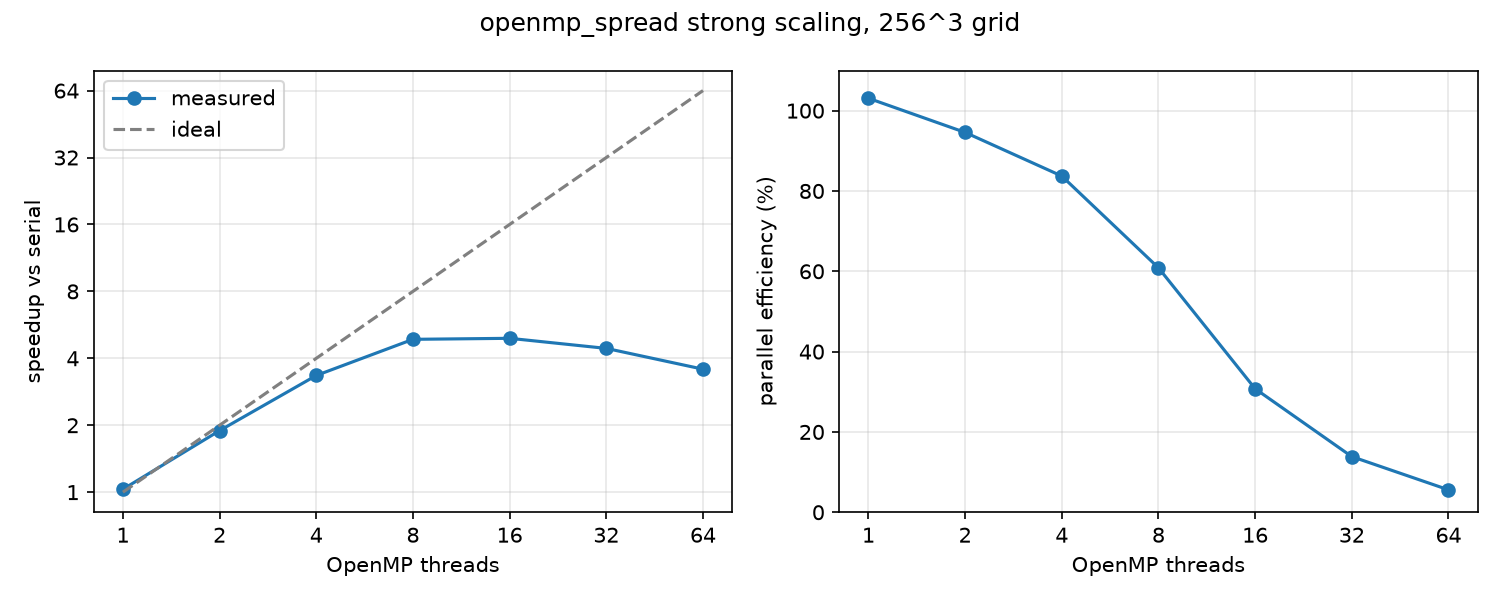 openmp_spread strong scaling, 256^3 grid
speedup vs serial
64
32
16
8
4
2
1
measured
ideal
1 2 4 8 16 32 64
OpenMP threads
parallel efficiency (%)
100
80
60
40
20
0
1 2 4 8 16 32 64
OpenMP threads